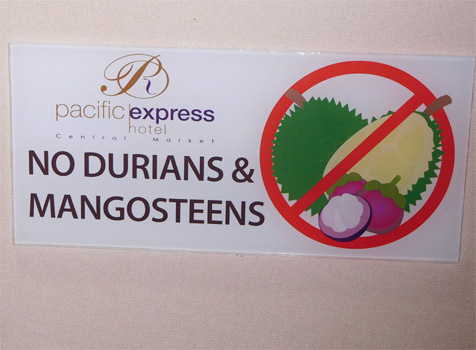 pacific express
hotel
Central Market
NO DURIANS &
MANGOSTEENS